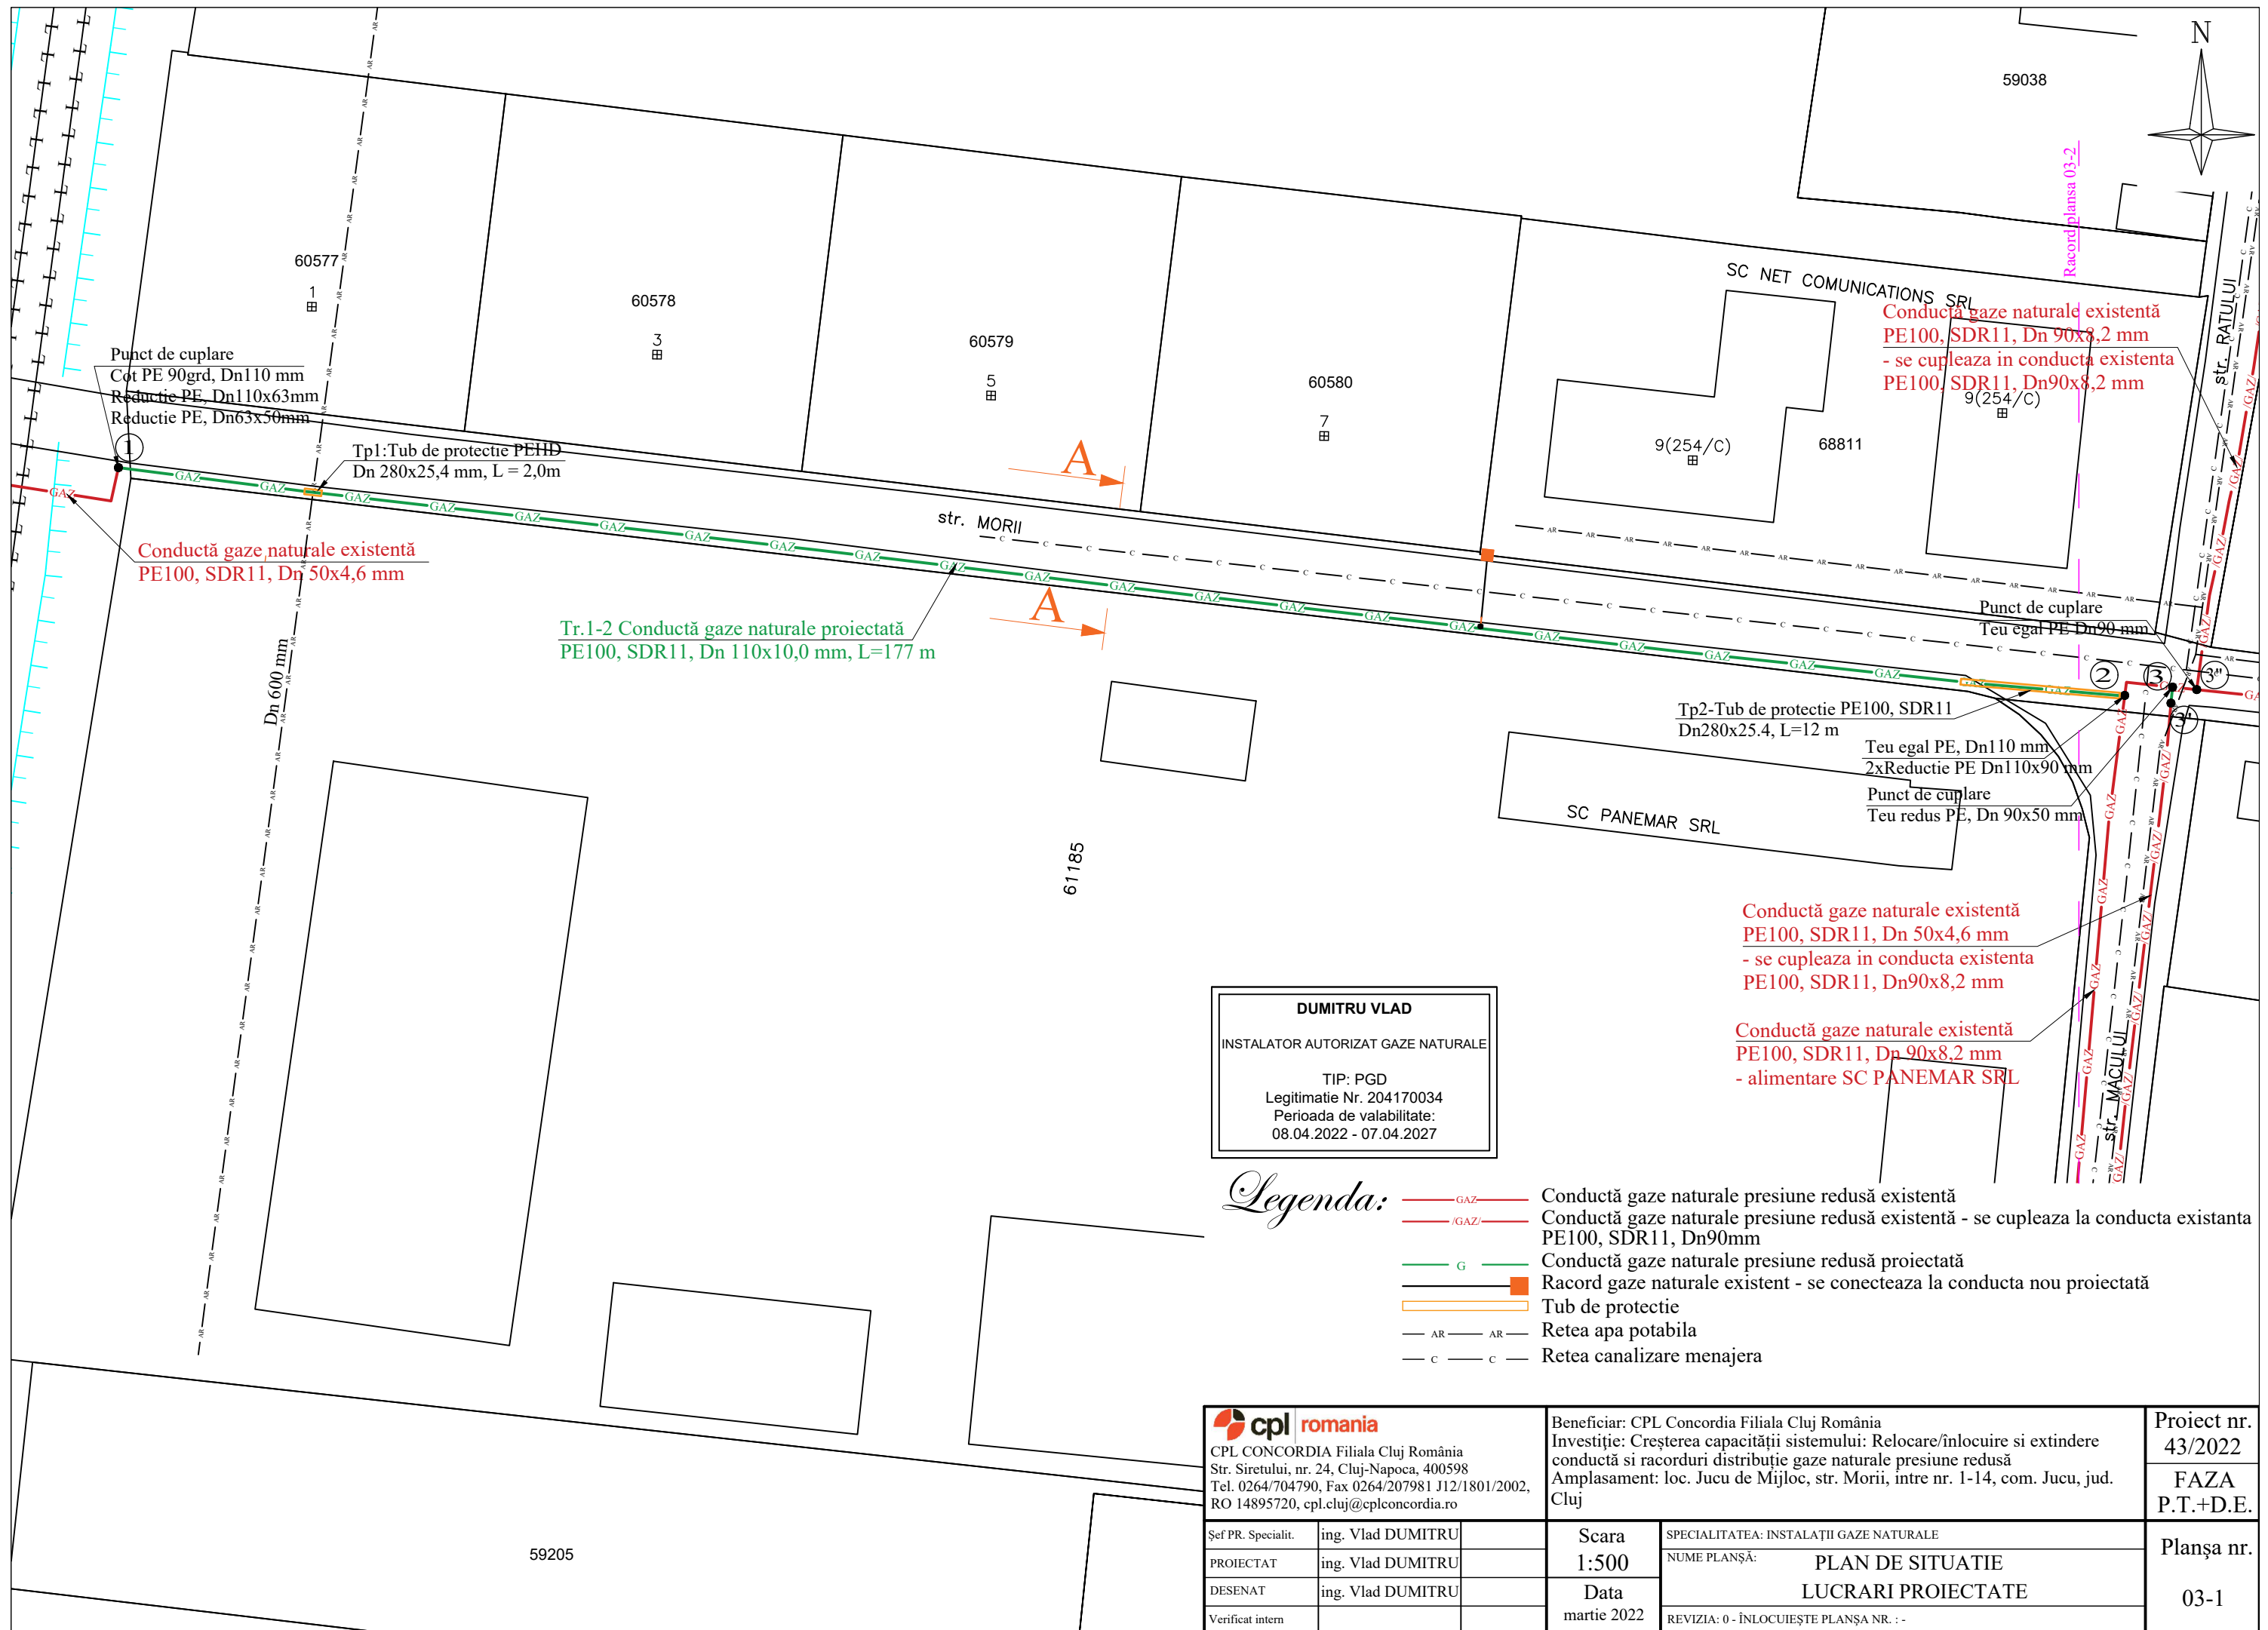 N
59038
Racord plansa 03-2
60577
1
60578
3
60579
5
60580
7
SC NET COMUNICATIONS SRL
Conductă gaze naturale existentă
PE100, SDR11, Dn 90x8,2 mm
- se cupleaza in conducta existenta
PE100, SDR11, Dn90x8,2 mm
str. RATULUI
9(254/C)
9(254/C)
68811
Punct de cuplare
Cot PE 90grd, Dn110 mm
Reductie PE, Dn110x63mm
Reductie PE, Dn63x50mm
1
Tp1:Tub de protectie PEHD
Dn 280x25,4 mm, L = 2,0m
A
A
str. MORII
Conductă gaze naturale existentă
PE100, SDR11, Dn 50x4,6 mm
Tr.1-2 Conductă gaze naturale proiectată
PE100, SDR11, Dn 110x10,0 mm, L=177 m
Dn 600 mm
Punct de cuplare
Teu egal PE Dn90 mm
2
3
3"
3'
Tp2-Tub de protectie PE100, SDR11
Dn280x25.4, L=12 m
Teu egal PE, Dn110 mm
2xReductie PE Dn110x90 mm
Punct de cuplare
Teu redus PE, Dn 90x50 mm
SC PANEMAR SRL
61185
Conductă gaze naturale existentă
PE100, SDR11, Dn 50x4,6 mm
- se cupleaza in conducta existenta
PE100, SDR11, Dn90x8,2 mm
Conductă gaze naturale existentă
PE100, SDR11, Dn 90x8,2 mm
- alimentare SC PANEMAR SRL
str. MACULUI
DUMITRU VLAD
INSTALATOR AUTORIZAT GAZE NATURALE
TIP: PGD
Legitimatie Nr. 204170034
Perioada de valabilitate:
08.04.2022 - 07.04.2027
Legenda:
GAZ Conductă gaze naturale presiune redusă existentă
/GAZ/ Conductă gaze naturale presiune redusă existentă - se cupleaza la conducta existanta
PE100, SDR11, Dn90mm
G Conductă gaze naturale presiune redusă proiectată
Racord gaze naturale existent - se conecteaza la conducta nou proiectată
Tub de protectie
AR AR Retea apa potabila
C C Retea canalizare menajera
59205
cpl romania
CPL CONCORDIA Filiala Cluj România
Str. Siretului, nr. 24, Cluj-Napoca, 400598
Tel. 0264/704790, Fax 0264/207981 J12/1801/2002,
RO 14895720, cpl.cluj@cplconcordia.ro
Beneficiar: CPL Concordia Filiala Cluj România
Investiţie: Creșterea capacității sistemului: Relocare/înlocuire si extindere
conductă si racorduri distribuție gaze naturale presiune redusă
Amplasament: loc. Jucu de Mijloc, str. Morii, intre nr. 1-14, com. Jucu, jud.
Cluj
Proiect nr.
43/2022
FAZA
P.T.+D.E.
Şef PR. Specialit. ing. Vlad DUMITRU
PROIECTAT ing. Vlad DUMITRU
DESENAT ing. Vlad DUMITRU
Verificat intern
Scara
1:500
Data
martie 2022
SPECIALITATEA: INSTALAŢII GAZE NATURALE
NUME PLANŞĂ: PLAN DE SITUATIE
LUCRARI PROIECTATE
REVIZIA: 0 - ÎNLOCUIEŞTE PLANŞA NR. : -
Planşa nr.
03-1